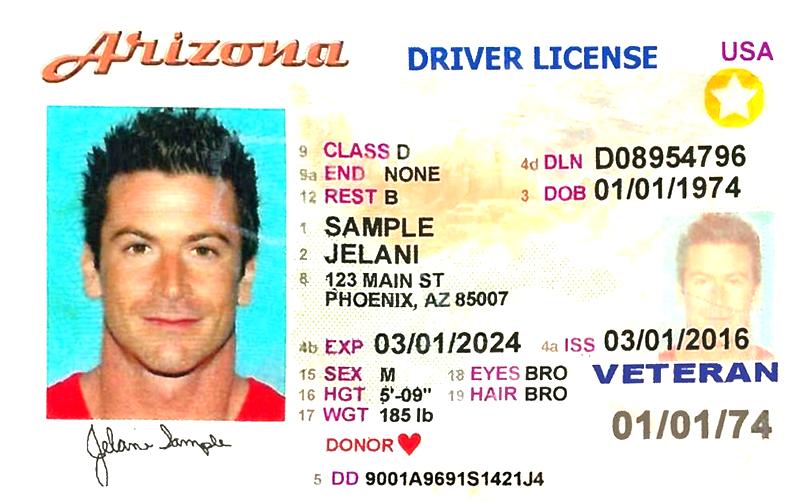 Arizona
DRIVER LICENSE
USA
9 CLASS D
9a END NONE
12 REST B
4d DLN D08954796
3 DOB 01/01/1974
1 SAMPLE
2 JELANI
8 123 MAIN ST
PHOENIX, AZ 85007
4b EXP 03/01/2024
4a ISS 03/01/2016
15 SEX M
18 EYES BRO
16 HGT 5'-09"
19 HAIR BRO
17 WGT 185 lb
VETERAN
01/01/74
DONOR
Jelani Sample
5 DD 9001A9691S1421J4